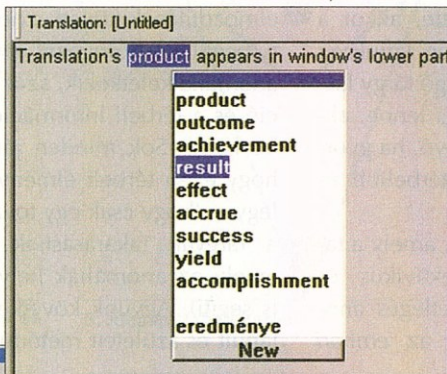 Translation: [Untitled]
Translation's product appears in window's lower part
product
outcome
achievement
result
effect
accrue
success
yield
accomplishment
eredménye
New